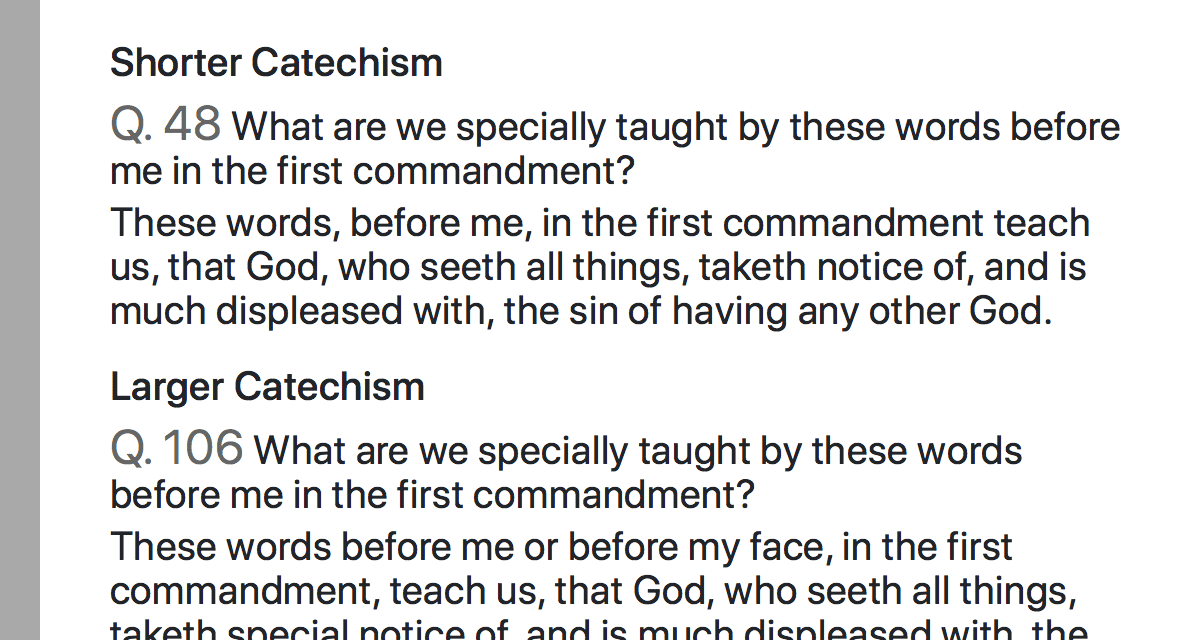 Shorter Catechism
Q. 48 What are we specially taught by these words before
me in the first commandment?
These words, before me, in the first commandment teach
us, that God, who seeth all things, taketh notice of, and is
much displeased with, the sin of having any other God.
Larger Catechism
Q. 106 What are we specially taught by these words
before me in the first commandment?
These words before me or before my face, in the first
commandment, teach us, that God, who seeth all things,
taketh special notice of, and is much displeased with, the